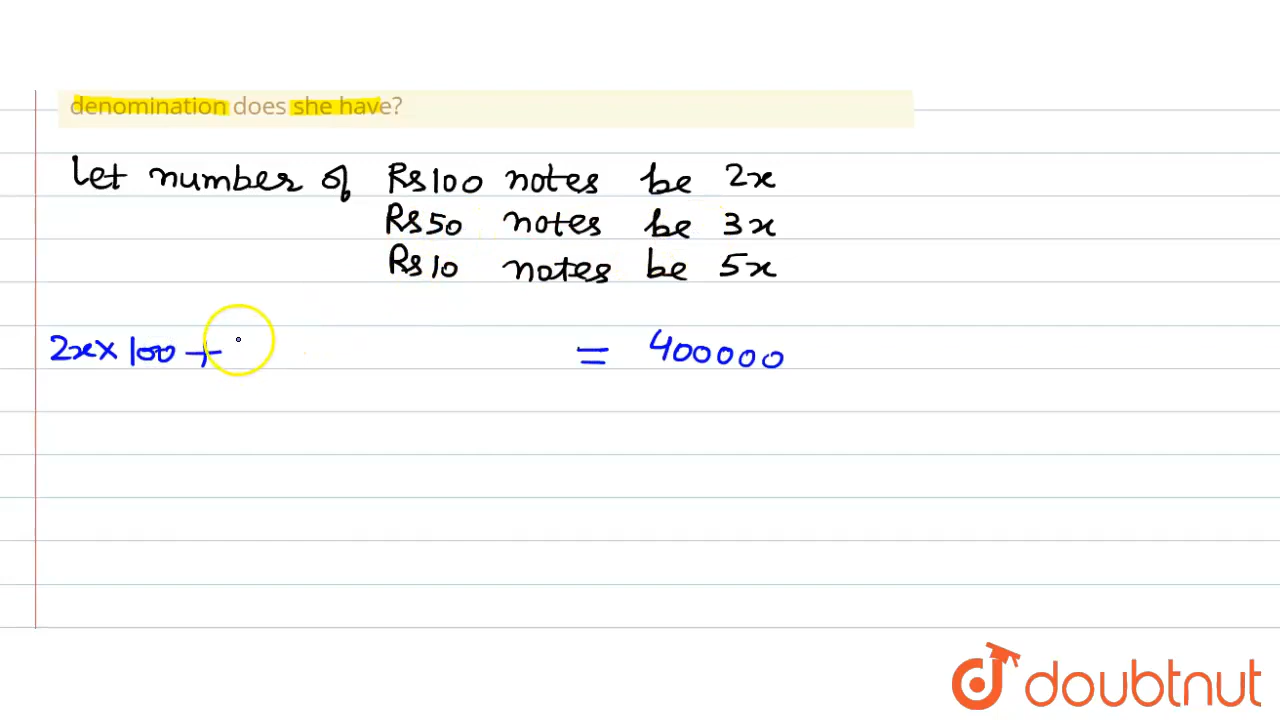 denomination does she have?
Let number of Rs100 notes be 2x
Rs50 notes be 3x
Rs10 notes be 5x
2x × 100 + = 400000
doubtnut